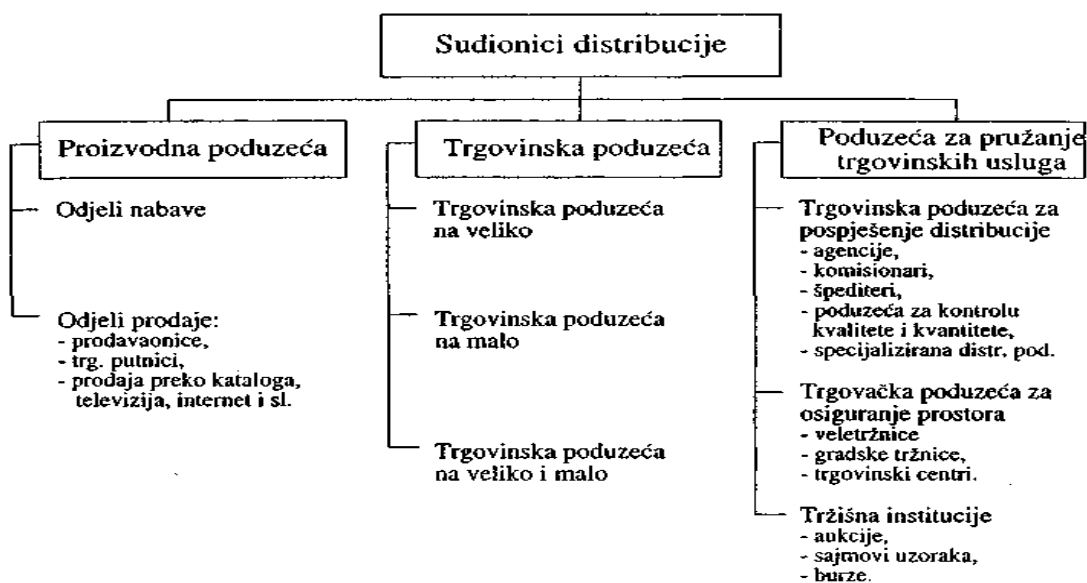 Sudionici distribucije
Proizvodna poduzeća
Odjeli nabave
Odjeli prodaje:
- prodavaonice,
- trg. putnici,
- prodaja preko kataloga,
televizija, internet i sl.
Trgovinska poduzeća
Trgovinska poduzeća
na veliko
Trgovinska poduzeća
na malo
Trgovinska poduzeća
na veliko i malo
Poduzeća za pružanje
trgovinskih usluga
Trgovinska poduzeća za
pospješenje distribucije
- agencije,
- komisionari,
- špediteri,
- poduzeća za kontrolu
kvalitete i kvantitete,
- specijalizirana distr. pod.
Trgovačka poduzeća za
osiguranje prostora
- veletržnice
- gradske tržnice,
- trgovinski centri.
Tržišna institucije
- aukcije,
- sajmovi uzoraka,
- burze.